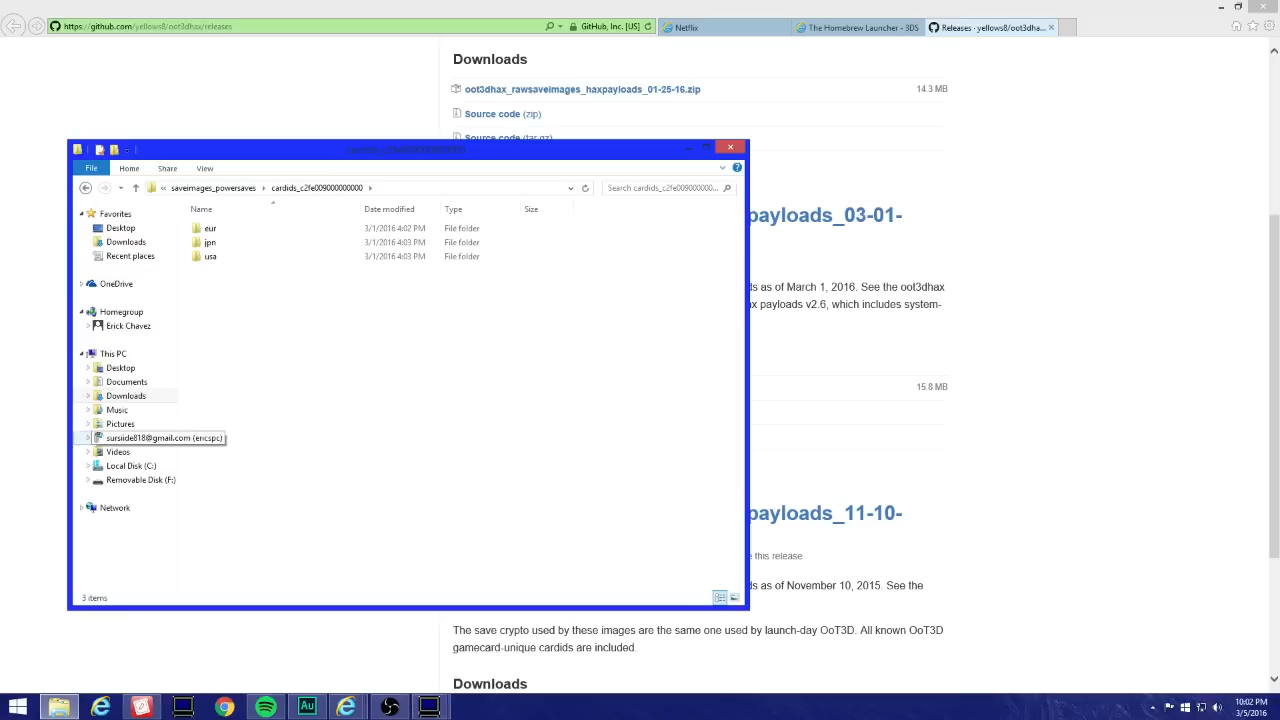 https://github.com/yellows8/oot3dhax/releases
GitHub, Inc. [US]
Netflix
The Homebrew Launcher - 3DS
Releases · yellows8/oot3dha...
Downloads
oot3dhax_rawsaveimages_haxpayloads_01-25-16.zip
14.3 MB
Source code (zip)
Source code (tar.gz)
File
Home
Share
View
«
saveimages_powersaves
cardids_c2fe009000000000
Search cardids_c2fe009000000...
Name
Date modified
Type
Size
eur
3/1/2016 4:02 PM
File folder
jpn
3/1/2016 4:03 PM
File folder
usa
3/1/2016 4:03 PM
File folder
Favorites
Desktop
Downloads
Recent places
OneDrive
Homegroup
Erick Chavez
This PC
Desktop
Documents
Downloads
Music
Pictures
sursiide818@gmail.com (ericspc)
Videos
Local Disk (C:)
Removable Disk (F:)
Network
3 items
payloads_03-01-
ds as of March 1, 2016. See the oot3dhax
ax payloads v2.6, which includes system-
15.8 MB
payloads_11-10-
e this release
ds as of November 10, 2015. See the
The save crypto used by these images are the same one used by launch-day OoT3D. All known OoT3D
gamecard-unique cardids are included.
Downloads
Au
10:02 PM
3/5/2016